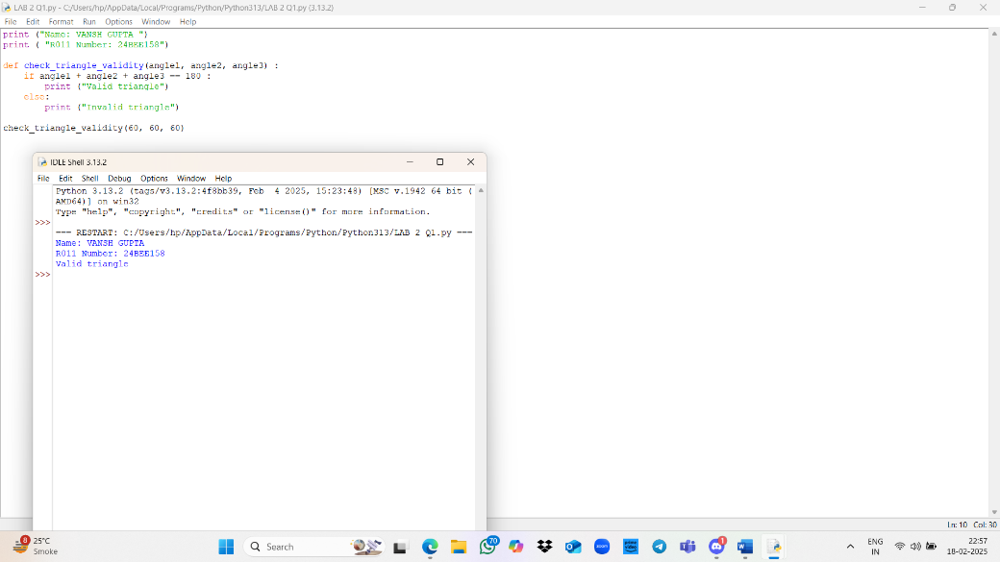 LAB 2 Q1.py - C:/Users/hp/AppData/Local/Programs/Python/Python313/LAB 2 Q1.py (3.13.2)
File Edit Format Run Options Window Help
print ("Name: VANSH GUPTA ")
print ( "R011 Number: 24BEE158")
def check_triangle_validity(angle1, angle2, angle3) :
if angle1 + angle2 + angle3 == 180 :
print ("Valid triangle")
else:
print ("Invalid triangle")
check_triangle_validity(60, 60, 60)
IDLE Shell 3.13.2
File Edit Shell Debug Options Window Help
Python 3.13.2 (tags/v3.13.2:4f8bb39, Feb  4 2025, 15:23:48) [MSC v.1942 64 bit (
AMD64)] on win32
Type "help", "copyright", "credits" or "license()" for more information.
>>>
=== RESTART: C:/Users/hp/AppData/Local/Programs/Python/Python313/LAB 2 Q1.py ===
Name: VANSH GUPTA
R011 Number: 24BEE158
Valid triangle
>>>
Ln: 10 Col: 30
8
25°C
Smoke
Search
70
zoom
prime video
1
ENG
IN
22:57
18-02-2025